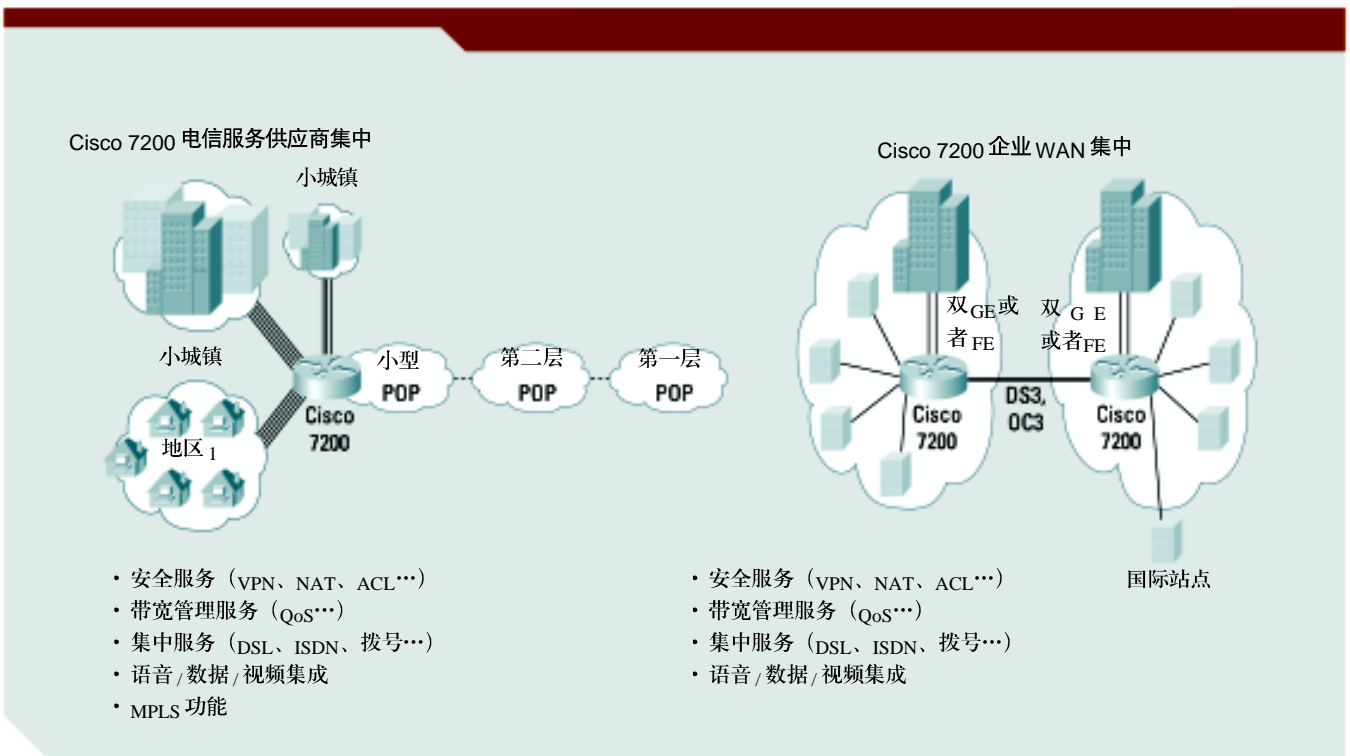 Cisco 7200 电信服务供应商集中
小城镇
小城镇
地区 1
Cisco
7200
小型
POP
第二层
POP
第一层
POP
· 安全服务（VPN、NAT、ACL…）
· 带宽管理服务（QoS…）
· 集中服务（DSL、ISDN、拨号…）
· 语音/数据/视频集成
· MPLS 功能
Cisco 7200 企业 WAN 集中
双GE或
者FE
双 G E
或者FE
Cisco
7200
DS3,
OC3
Cisco
7200
国际站点
· 安全服务（VPN、NAT、ACL…）
· 带宽管理服务（QoS…）
· 集中服务（DSL、ISDN、拨号…）
· 语音/数据/视频集成